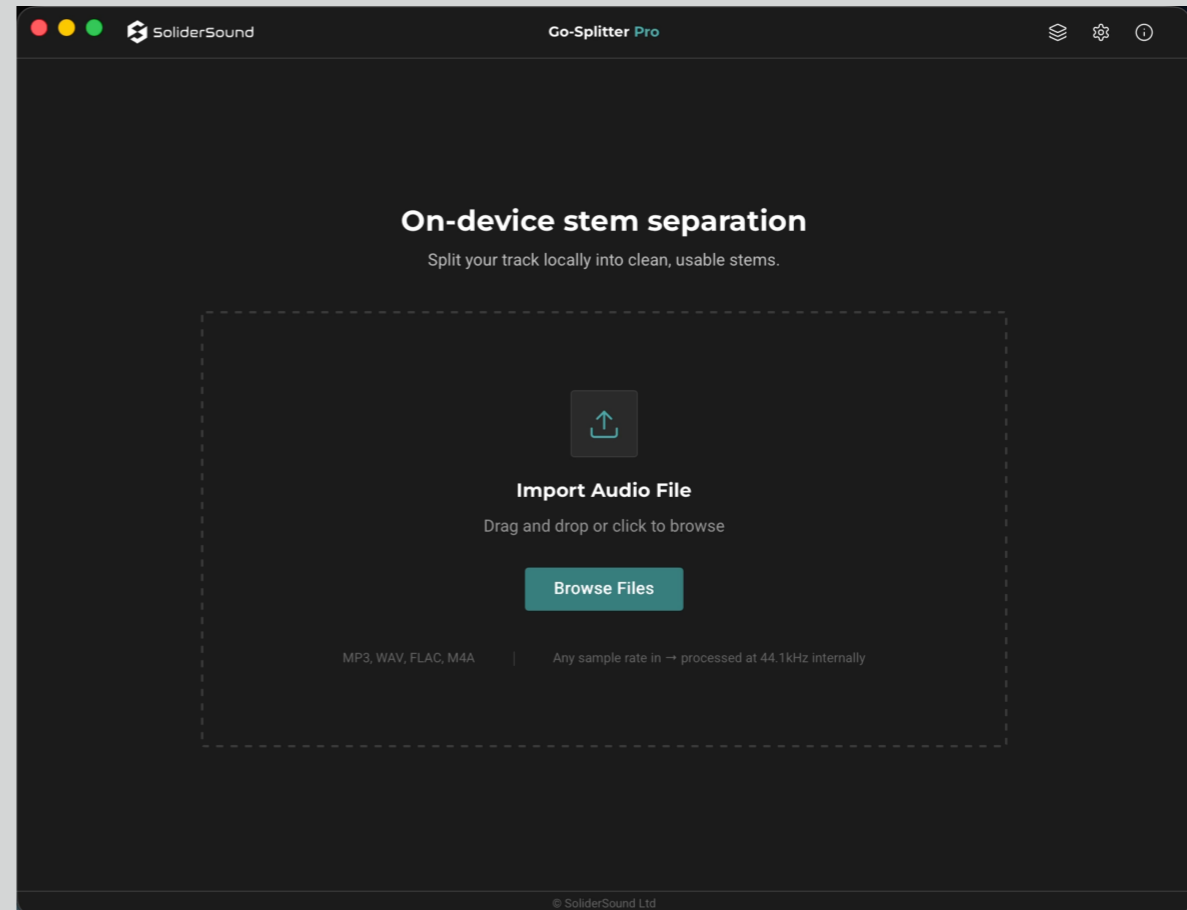 SoliderSound
Go-Splitter Pro
On-device stem separation
Split your track locally into clean, usable stems.
Import Audio File
Drag and drop or click to browse
Browse Files
MP3, WAV, FLAC, M4A | Any sample rate in → processed at 44.1kHz internally
© SoliderSound Ltd